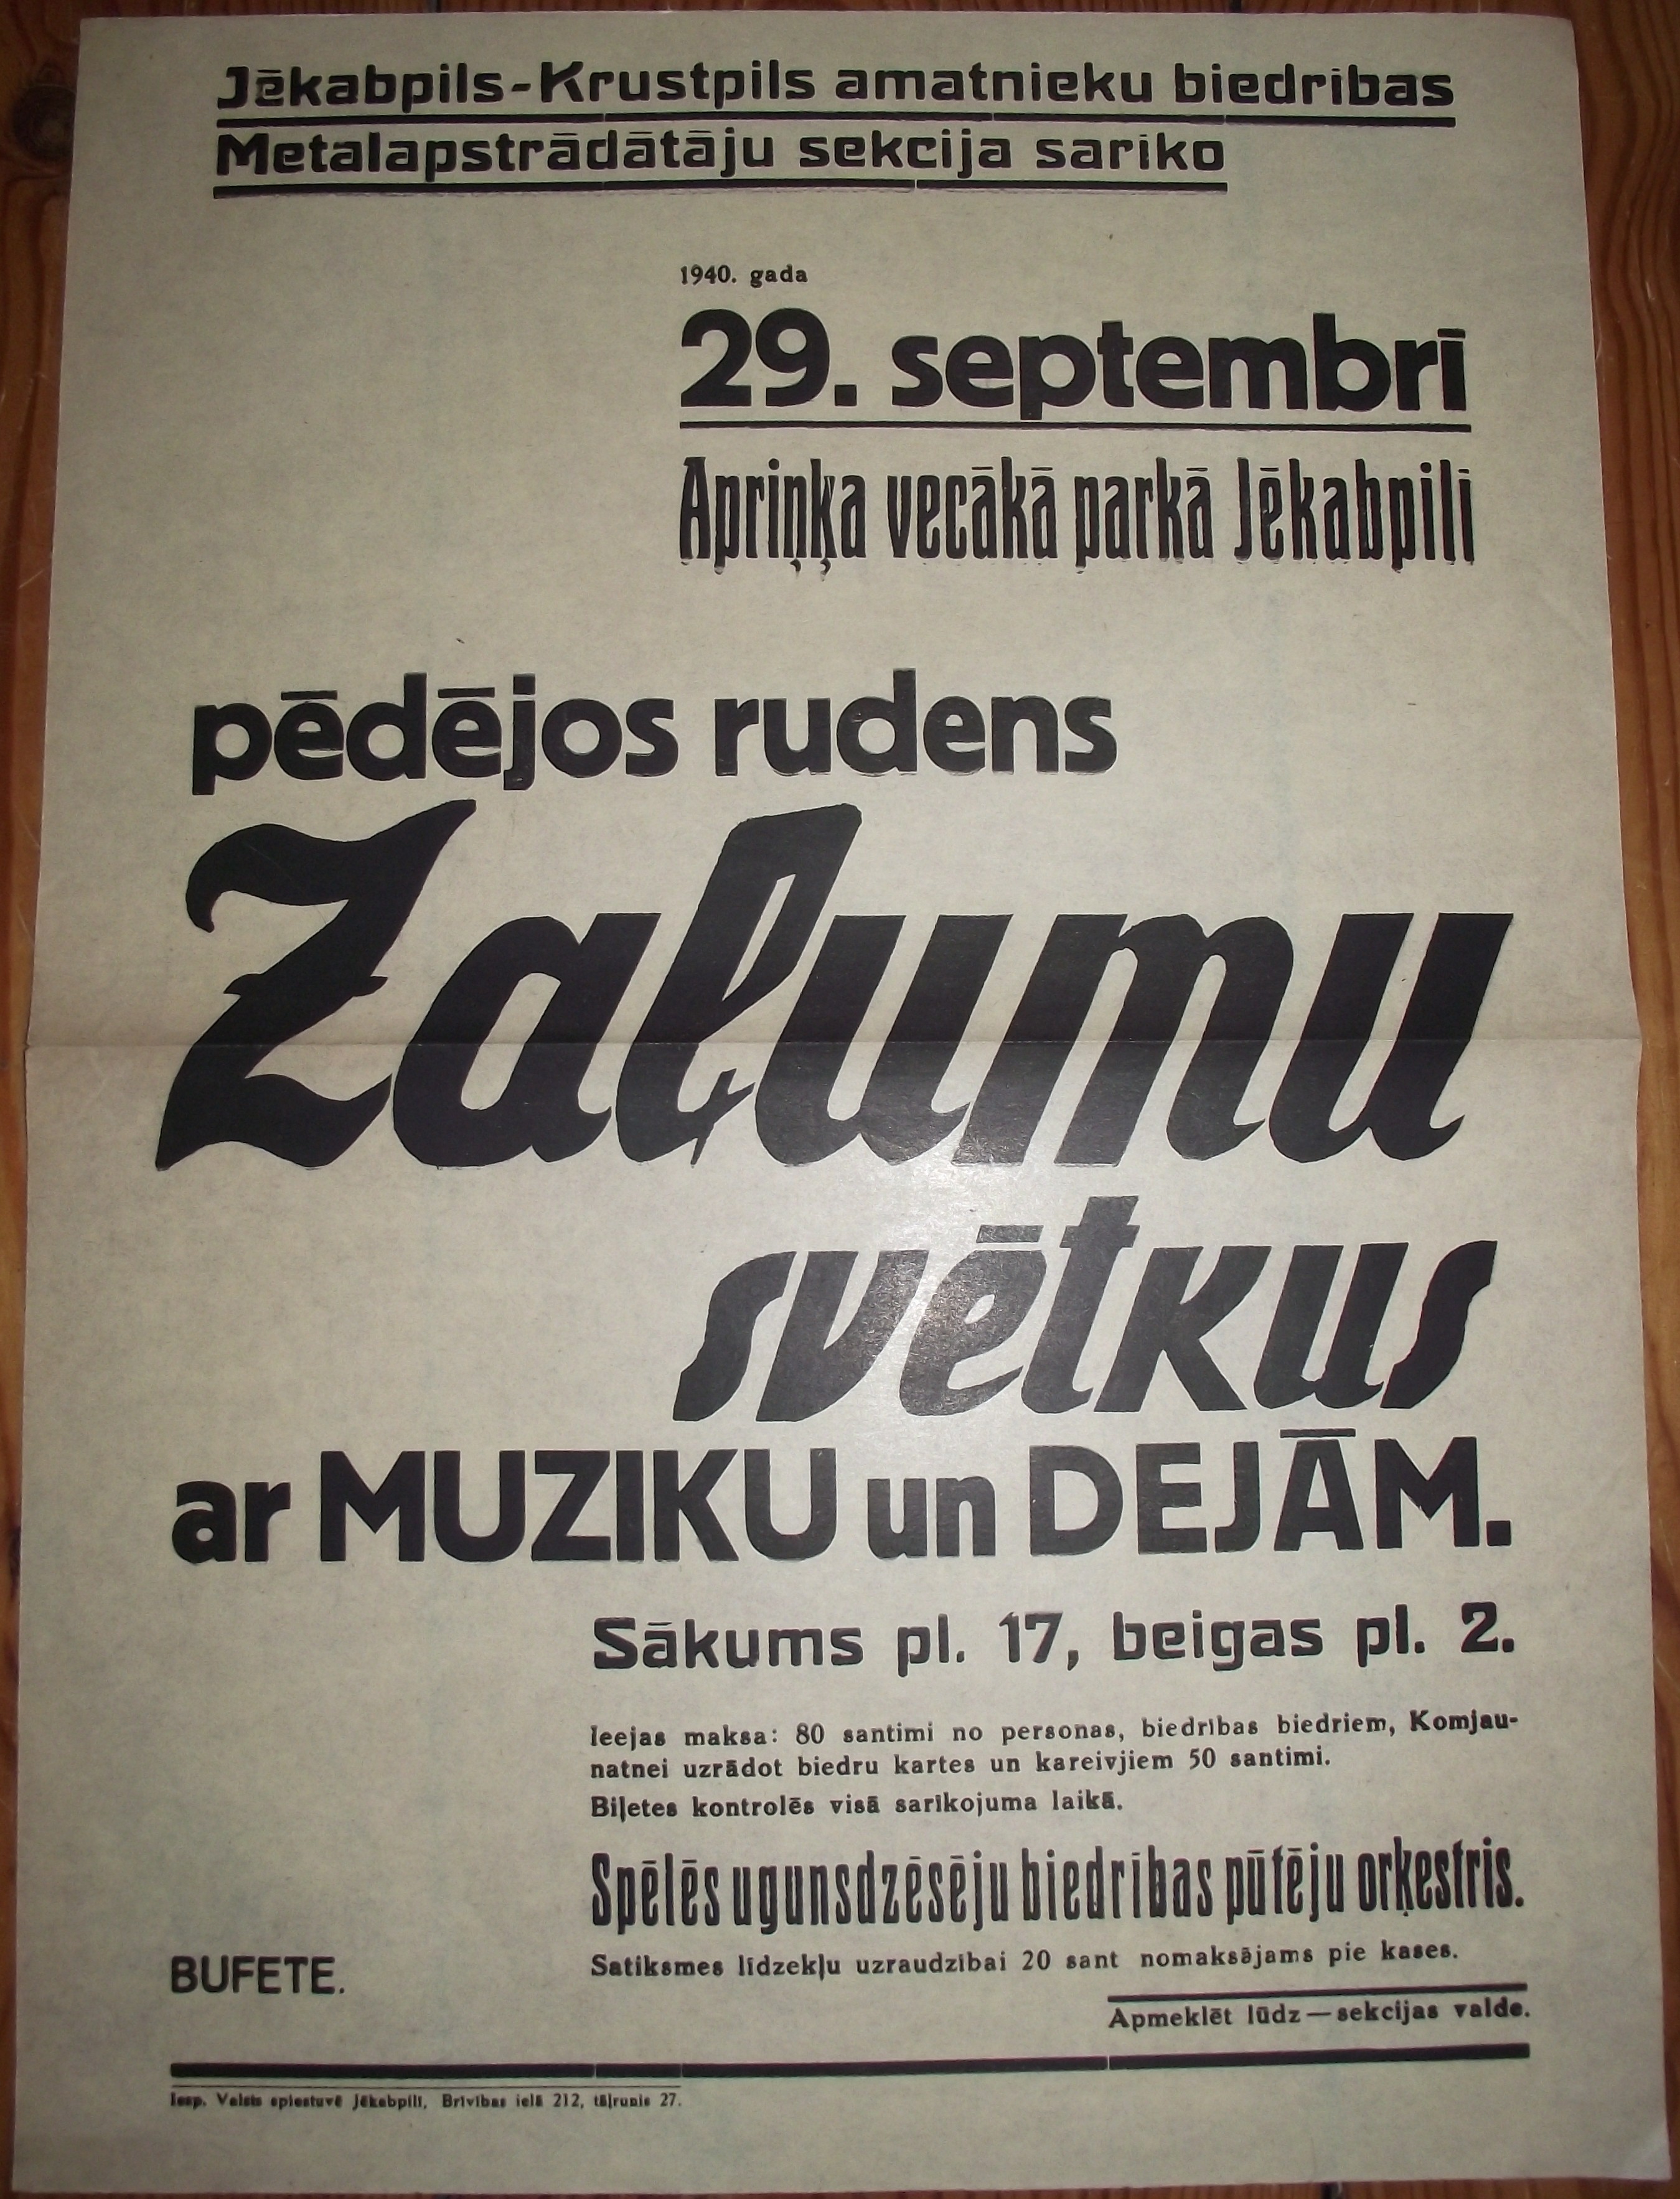 Jēkabpils-Krustpils amatnieku biedrības
Metalapstrādātāju sekcija sarīko
1940. gada
29. septembrī
Apriņķa vecākā parkā Jēkabpilī
pēdējos rudens
Zaļumu
svētkus
ar MUZIKU un DEJĀM.
Sākums pl. 17, beigas pl. 2.
Ieejas maksa: 80 santimi no personas, biedrības biedriem, Komjau-
natnei uzrādot biedru kartes un kareivjiem 50 santimi.
Biļetes kontrolēs visā sarīkojuma laikā.
Spēlēs ugunsdzēsēju biedrības pūtēju orķestris.
BUFETE.
Satiksmes līdzekļu uzraudzībai 20 sant nomaksājams pie kases.
Apmeklēt lūdz — sekcijas valde.
Iesp. Valsts spiestuvē Jēkabpilī, Brīvības ielā 212, tāļrunis 27.